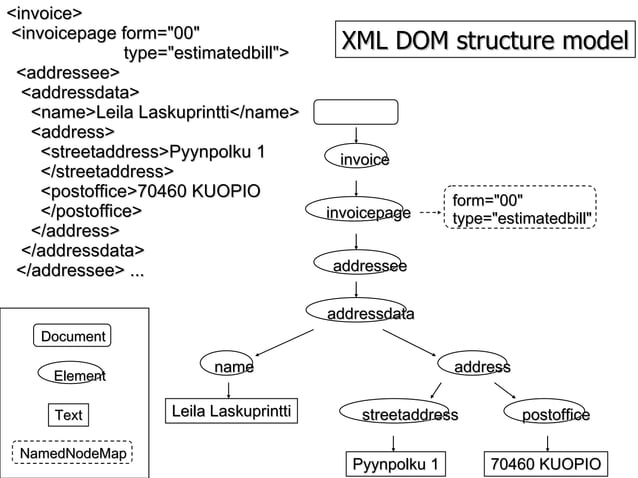 <invoice>
<invoicepage form="00"
type="estimatedbill">
<addressee>
<addressdata>
<name>Leila Laskuprintti</name>
<address>
<streetaddress>Pyynpolku 1
</streetaddress>
<postoffice>70460 KUOPIO
</postoffice>
</address>
</addressdata>
</addressee> ...
XML DOM structure model
invoice
invoicepage
form="00"
type="estimatedbill"
addressee
addressdata
name
address
Leila Laskuprintti
streetaddress
postoffice
Pyynpolku 1
70460 KUOPIO
Document
Element
Text
NamedNodeMap